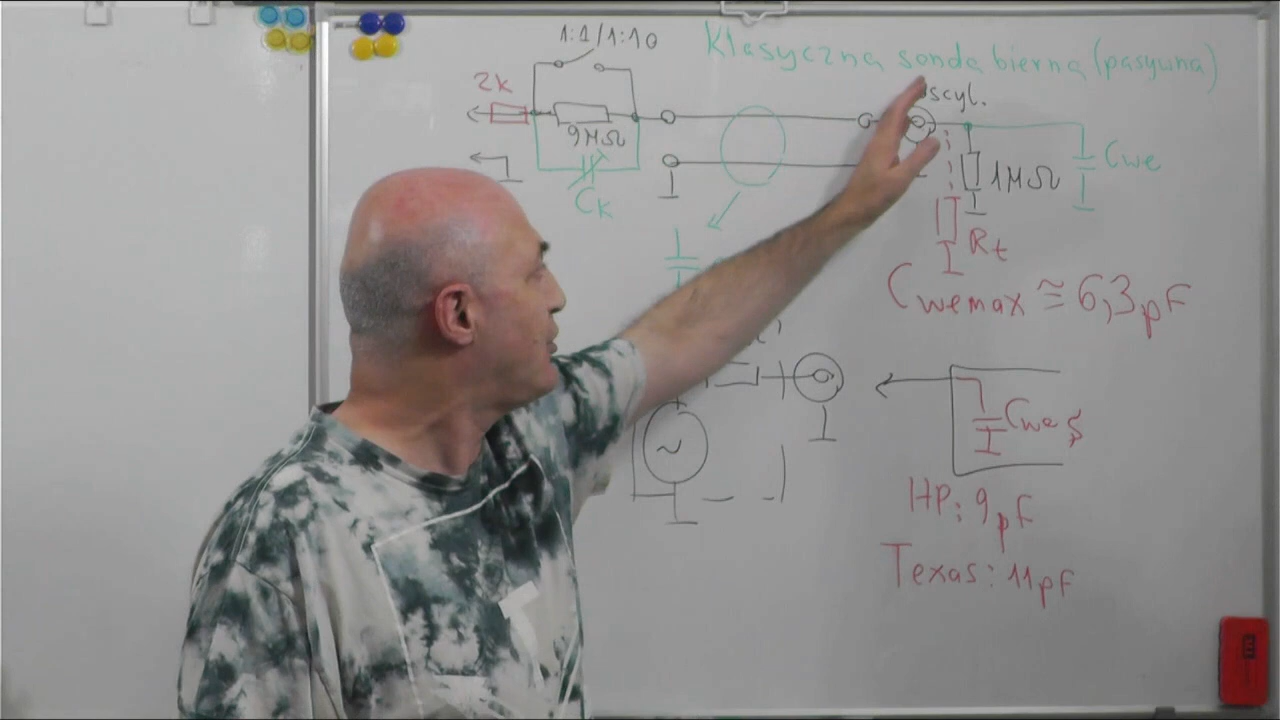 1:1/1:10
Klasyczna sonda bierna (pasywna)
2k
oscyl.
9MΩ
Cwe
1MΩ
Ck
Rt
Cwemax ≅ 6,3pF
Cwe
HP: 9pF
Texas: 11pF